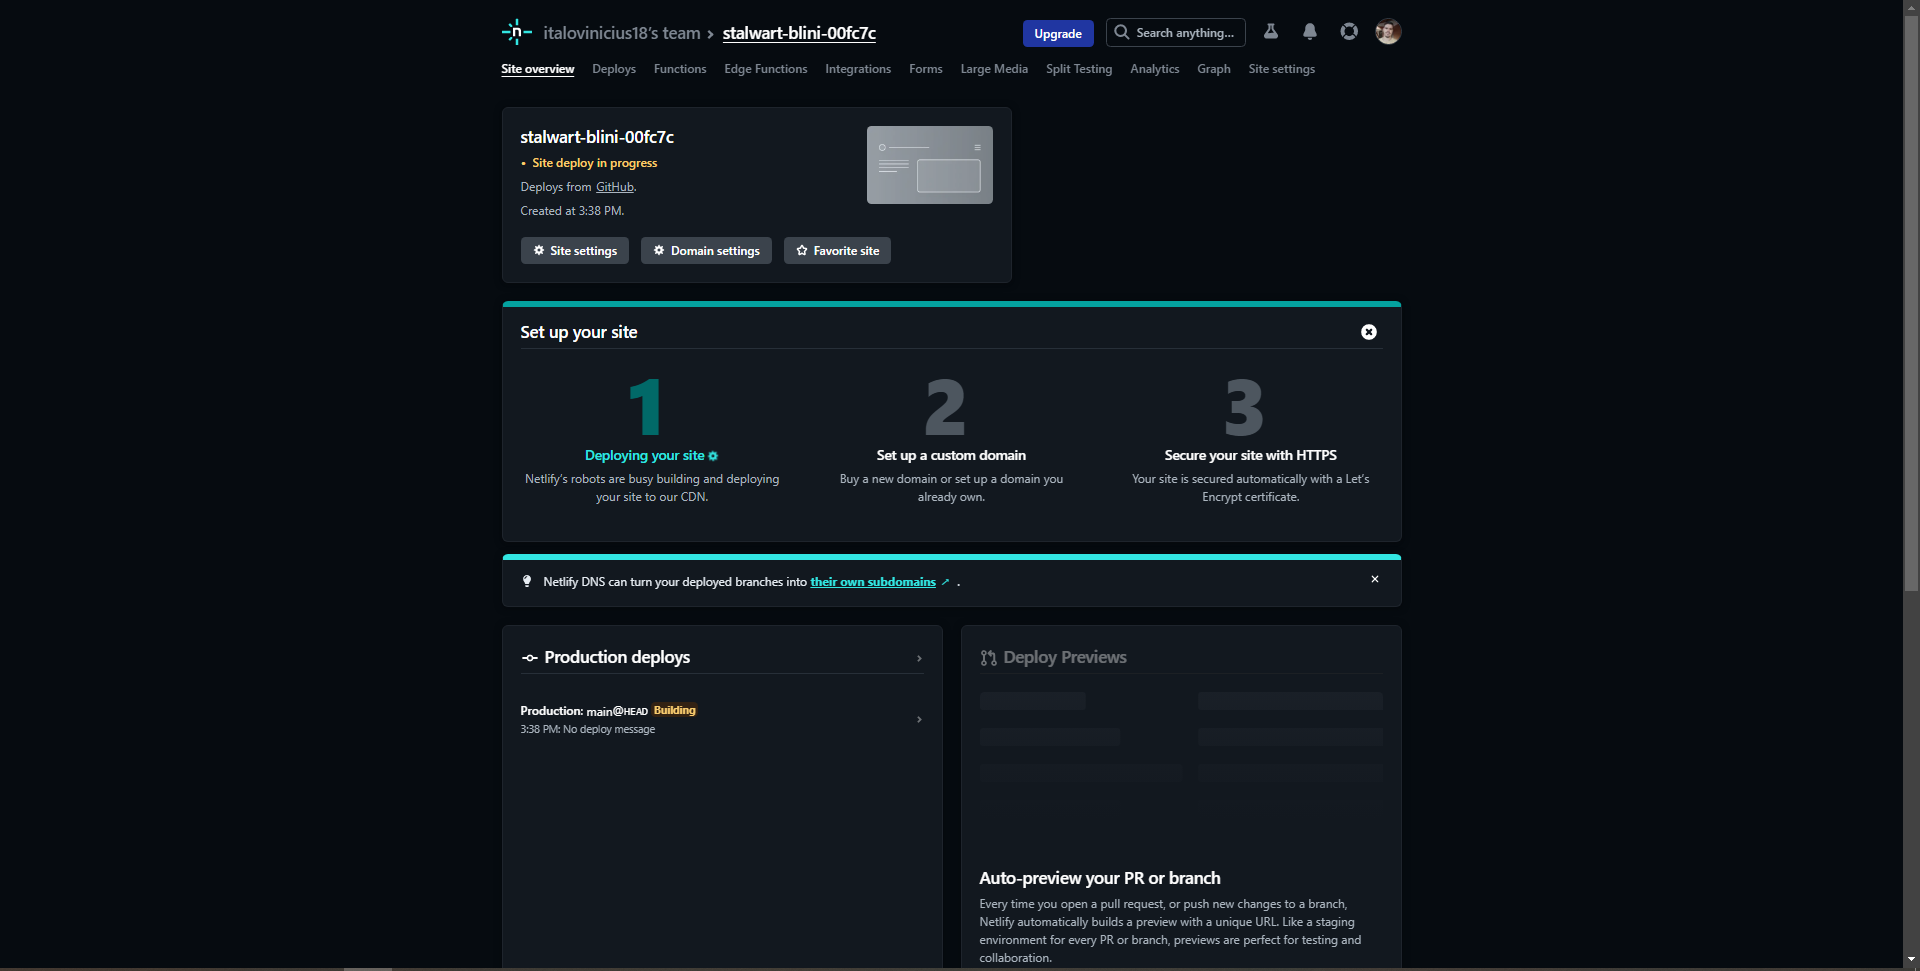 italovinicius18's team › stalwart-blini-00fc7c
Upgrade
Search anything...
Site overview Deploys Functions Edge Functions Integrations Forms Large Media Split Testing Analytics Graph Site settings
stalwart-blini-00fc7c
• Site deploy in progress
Deploys from GitHub.
Created at 3:38 PM.
Site settings Domain settings Favorite site
Set up your site
1
Deploying your site
Netlify's robots are busy building and deploying
your site to our CDN.
2
Set up a custom domain
Buy a new domain or set up a domain you
already own.
3
Secure your site with HTTPS
Your site is secured automatically with a Let's
Encrypt certificate.
Netlify DNS can turn your deployed branches into their own subdomains ↗ .
Production deploys
Production: main@HEAD Building
3:38 PM: No deploy message
Deploy Previews
Auto-preview your PR or branch
Every time you open a pull request, or push new changes to a branch,
Netlify automatically builds a preview with a unique URL. Like a staging
environment for every PR or branch, previews are perfect for testing and
collaboration.